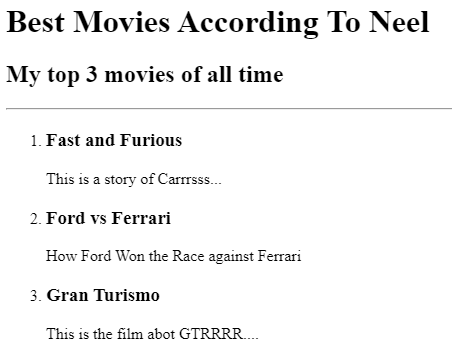 Best Movies According To Neel
My top 3 movies of all time
1. Fast and Furious
This is a story of Carrrsss...
2. Ford vs Ferrari
How Ford Won the Race against Ferrari
3. Gran Turismo
This is the film abot GTRRRR....